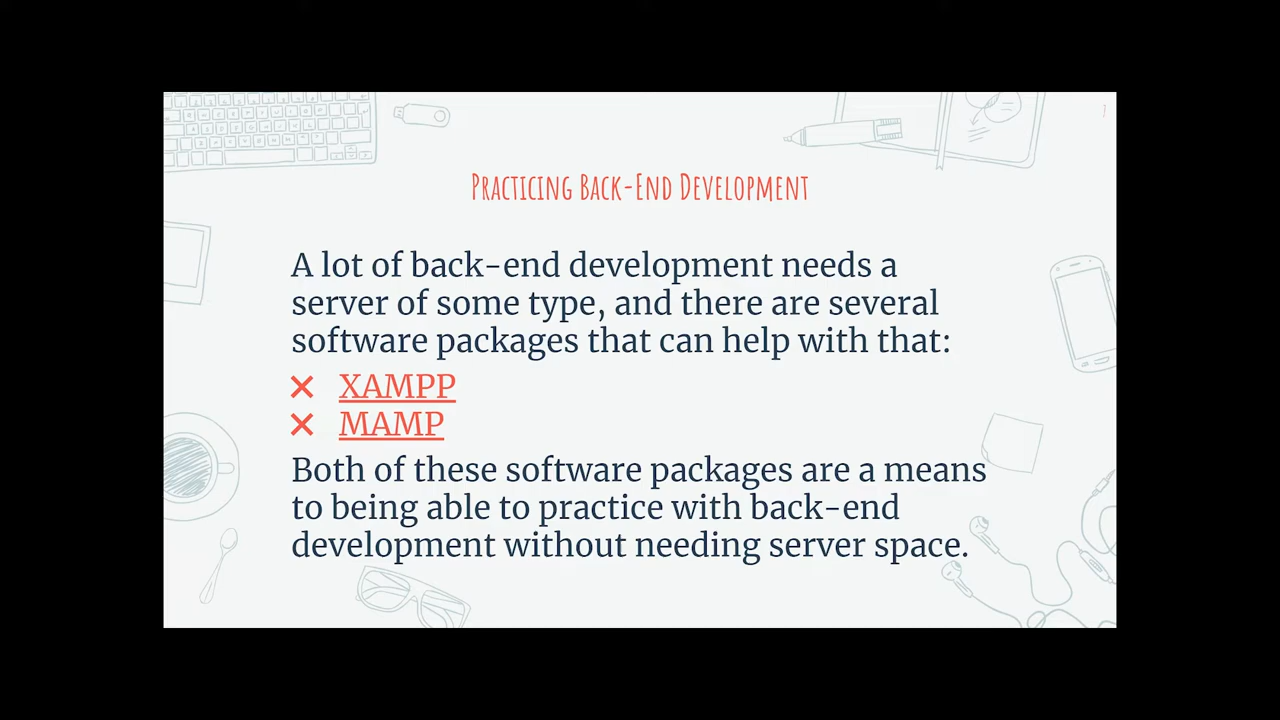 Practicing Back-End Development
A lot of back-end development needs a
server of some type, and there are several
software packages that can help with that:
XAMPP
MAMP
Both of these software packages are a means
to being able to practice with back-end
development without needing server space.